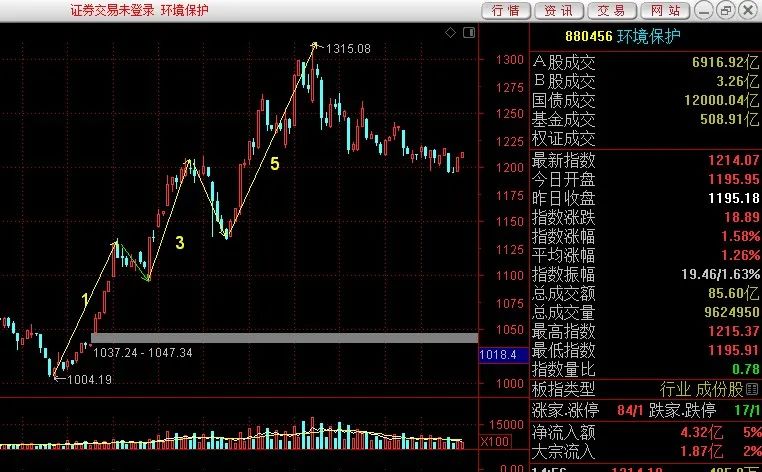 证券交易未登录 环境保护
行情 资讯 交易 网站
880456 环境保护
1315.08
5
3
1
1037.24 - 1047.34
1004.19
1300
1275
1250
1225
1200
1175
1150
1125
1100
1075
1050
1018.4
1000
15000
X100
A股成交 6916.92亿
B股成交 3.26亿
国债成交 12000.04亿
基金成交 508.91亿
权证成交
最新指数 1214.07
今日开盘 1195.95
昨日收盘 1195.18
指数涨跌 18.89
指数涨幅 1.58%
平均涨幅 1.26%
指数振幅 19.46/1.63%
总成交额 85.60亿
总成交量 9624950
最高指数 1215.37
最低指数 1195.91
指数量比 0.78
板指类型 行业 成份股
涨家.涨停 84/1 跌家.跌停 17/1
净流入额 4.32亿 5%
大宗流入 1.87亿 2%